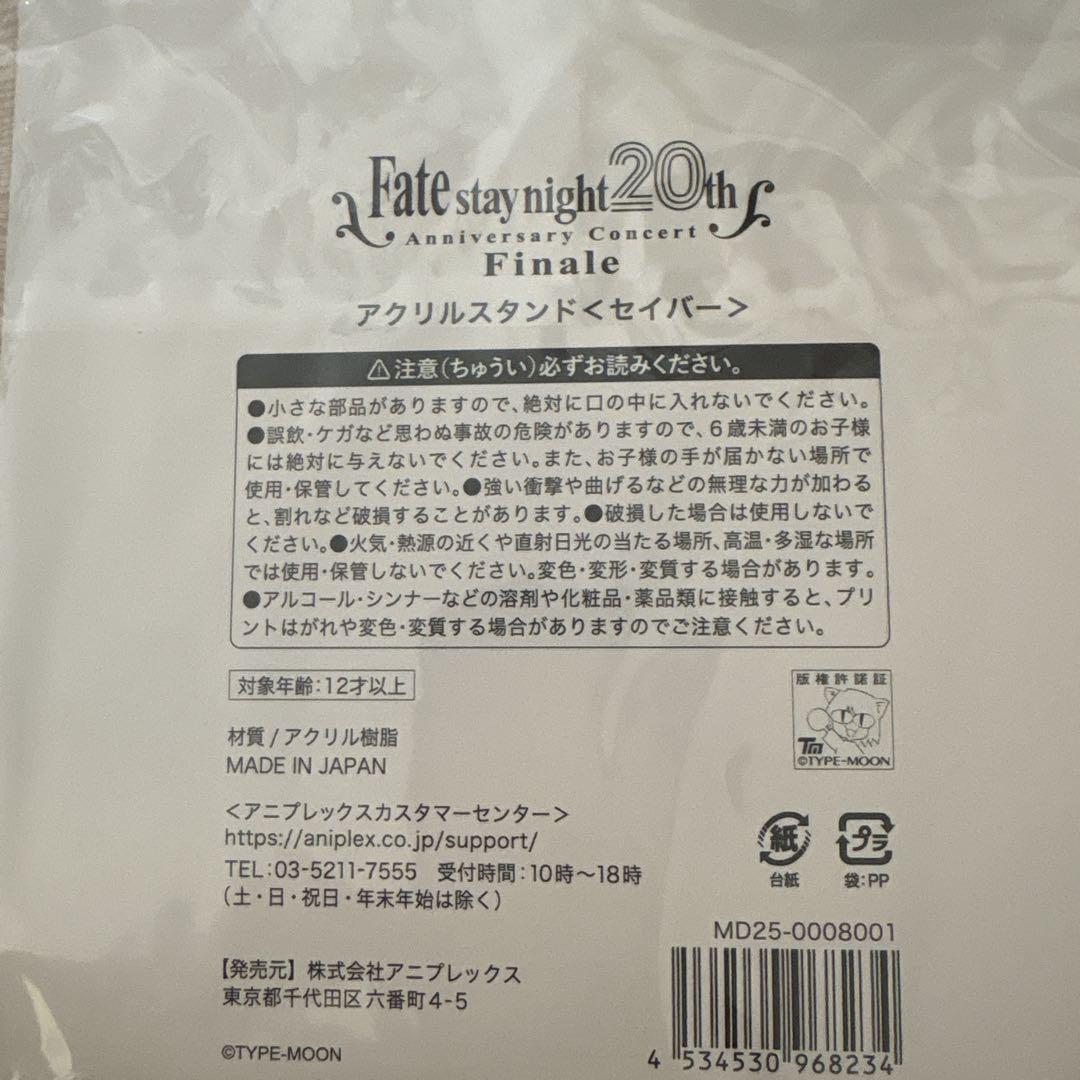 Fate stay night 20th
Anniversary Concert
Finale
アクリルスタンド＜セイバー＞
⚠注意（ちゅうい）必ずお読みください。
●小さな部品がありますので、絶対に口の中に入れないでください。
●誤飲・ケガなど思わぬ事故の危険がありますので、６歳未満のお子様
には絶対に与えないでください。また、お子様の手が届かない場所で
使用・保管してください。●強い衝撃や曲げるなどの無理な力が加わる
と、割れなど破損することがあります。●破損した場合は使用しないで
ください。●火気・熱源の近くや直射日光の当たる場所、高温・多湿な場所
では使用・保管しないでください。変色・変形・変質する場合があります。
●アルコール・シンナーなどの溶剤や化粧品・薬品類に接触すると、プリ
ントはがれや変色・変質する場合がありますのでご注意ください。
対象年齢：12才以上
版権許諾証
TM
©TYPE-MOON
材質 / アクリル樹脂
MADE IN JAPAN
＜アニプレックスカスタマーセンター＞
https://aniplex.co.jp/support/
TEL：03-5211-7555　受付時間：10時〜18時
（土・日・祝日・年末年始は除く）
紙
台紙
プラ
袋：PP
MD25-0008001
【発売元】株式会社アニプレックス
東京都千代田区六番町4-5
©TYPE-MOON
4 534530 968234